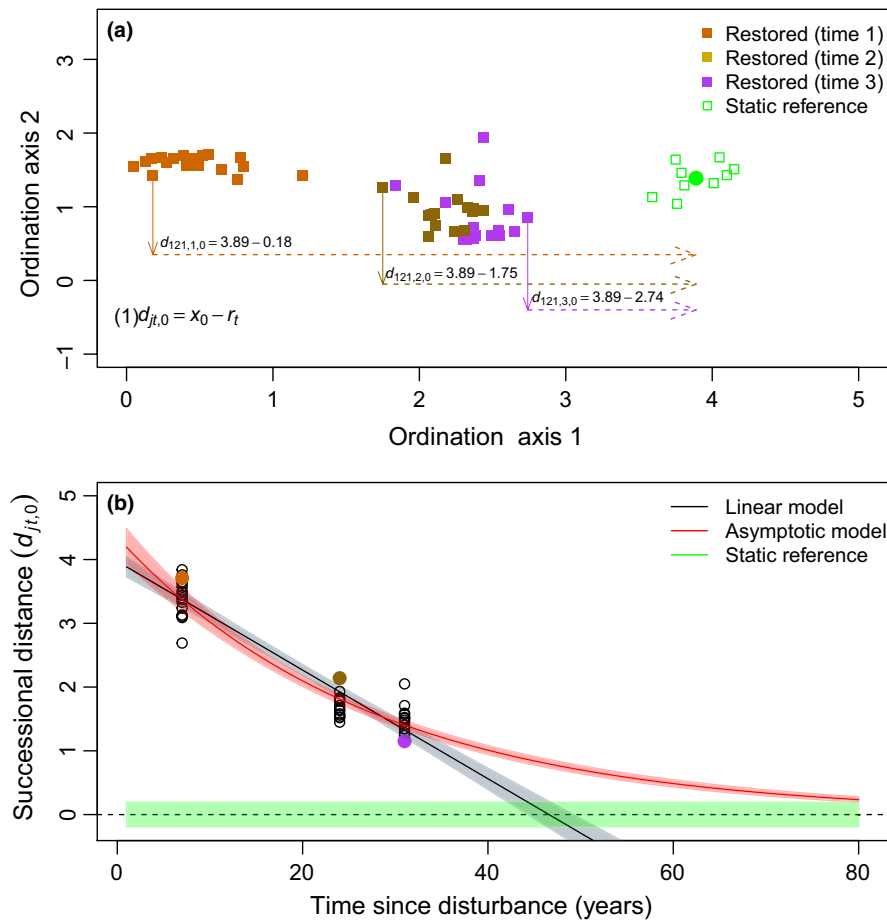 (a)
Restored (time 1)
Restored (time 2)
Restored (time 3)
Static reference
Ordination axis 2
3
2
1
0
−1
d121,1,0 = 3.89 − 0.18
d121,2,0 = 3.89 − 1.75
d121,3,0 = 3.89 − 2.74
(1) djt,0 = x0 − rt
0 1 2 3 4 5
Ordination axis 1
(b)
Linear model
Asymptotic model
Static reference
Successional distance (djt,0)
5
4
3
2
1
0
0 20 40 60 80
Time since disturbance (years)